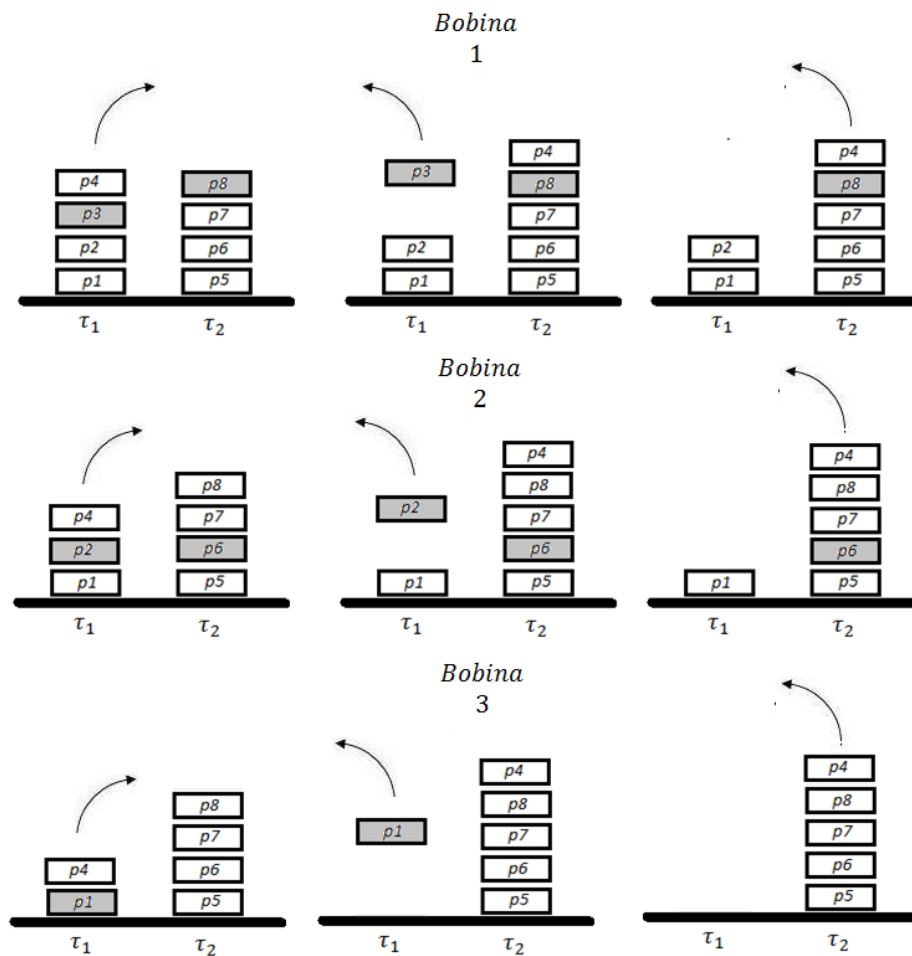 Bobina
1
p4 p8 p3 p4
p3 p7 p2 p8
p2 p6 p1 p7
p1 p5 p6
p5
p4
p8
p2 p7
p1 p6
p5
τ1 τ2 τ1 τ2 τ1 τ2
Bobina
2
p4 p8
p2 p7
p1 p6
p5
p4
p8
p2 p7
p6
p1 p5
p4
p8
p7
p6
p1 p5
τ1 τ2 τ1 τ2 τ1 τ2
Bobina
3
p8
p7
p4 p6
p1 p5
p4
p8
p1 p7
p6
p5
p4
p8
p7
p6
p5
τ1 τ2 τ1 τ2 τ1 τ2